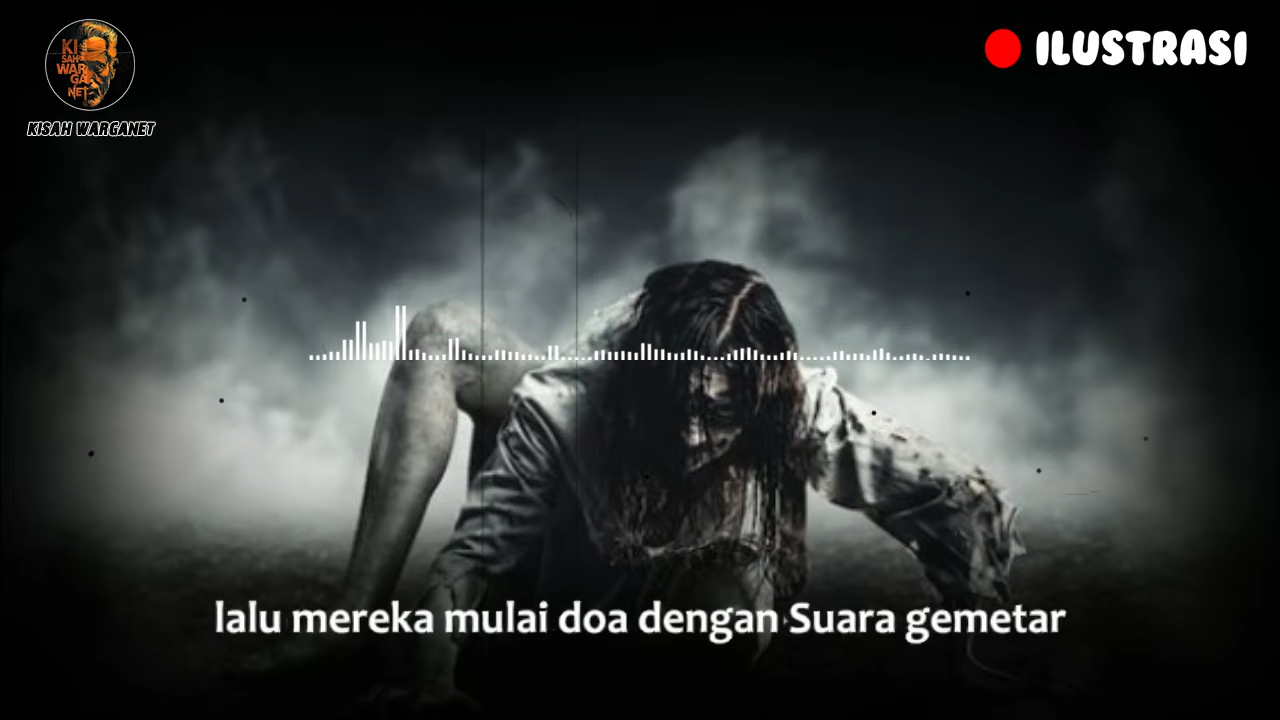 KI
SAH
WAR
GA
NET
KISAH WARGANET
ILUSTRASI
lalu mereka mulai doa dengan Suara gemetar